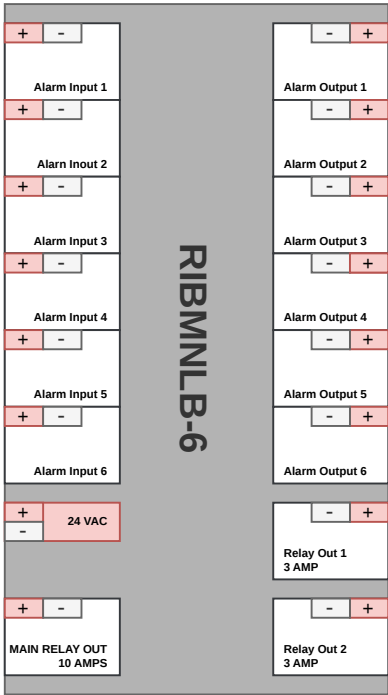 + - - +
Alarm Input 1
Alarm Output 1
+ - - +
Alarn Inout 2
Alarm Output 2
+ - - +
Alarm Input 3
Alarm Output 3
+ - - +
Alarm Input 4
Alarm Output 4
+ - - +
Alarm Input 5
Alarm Output 5
+ - - +
Alarm Input 6
Alarm Output 6
RIBMNLB-6
+
-
24 VAC
- +
Relay Out 1
3 AMP
+ -
MAIN RELAY OUT
10 AMPS
- +
Relay Out 2
3 AMP